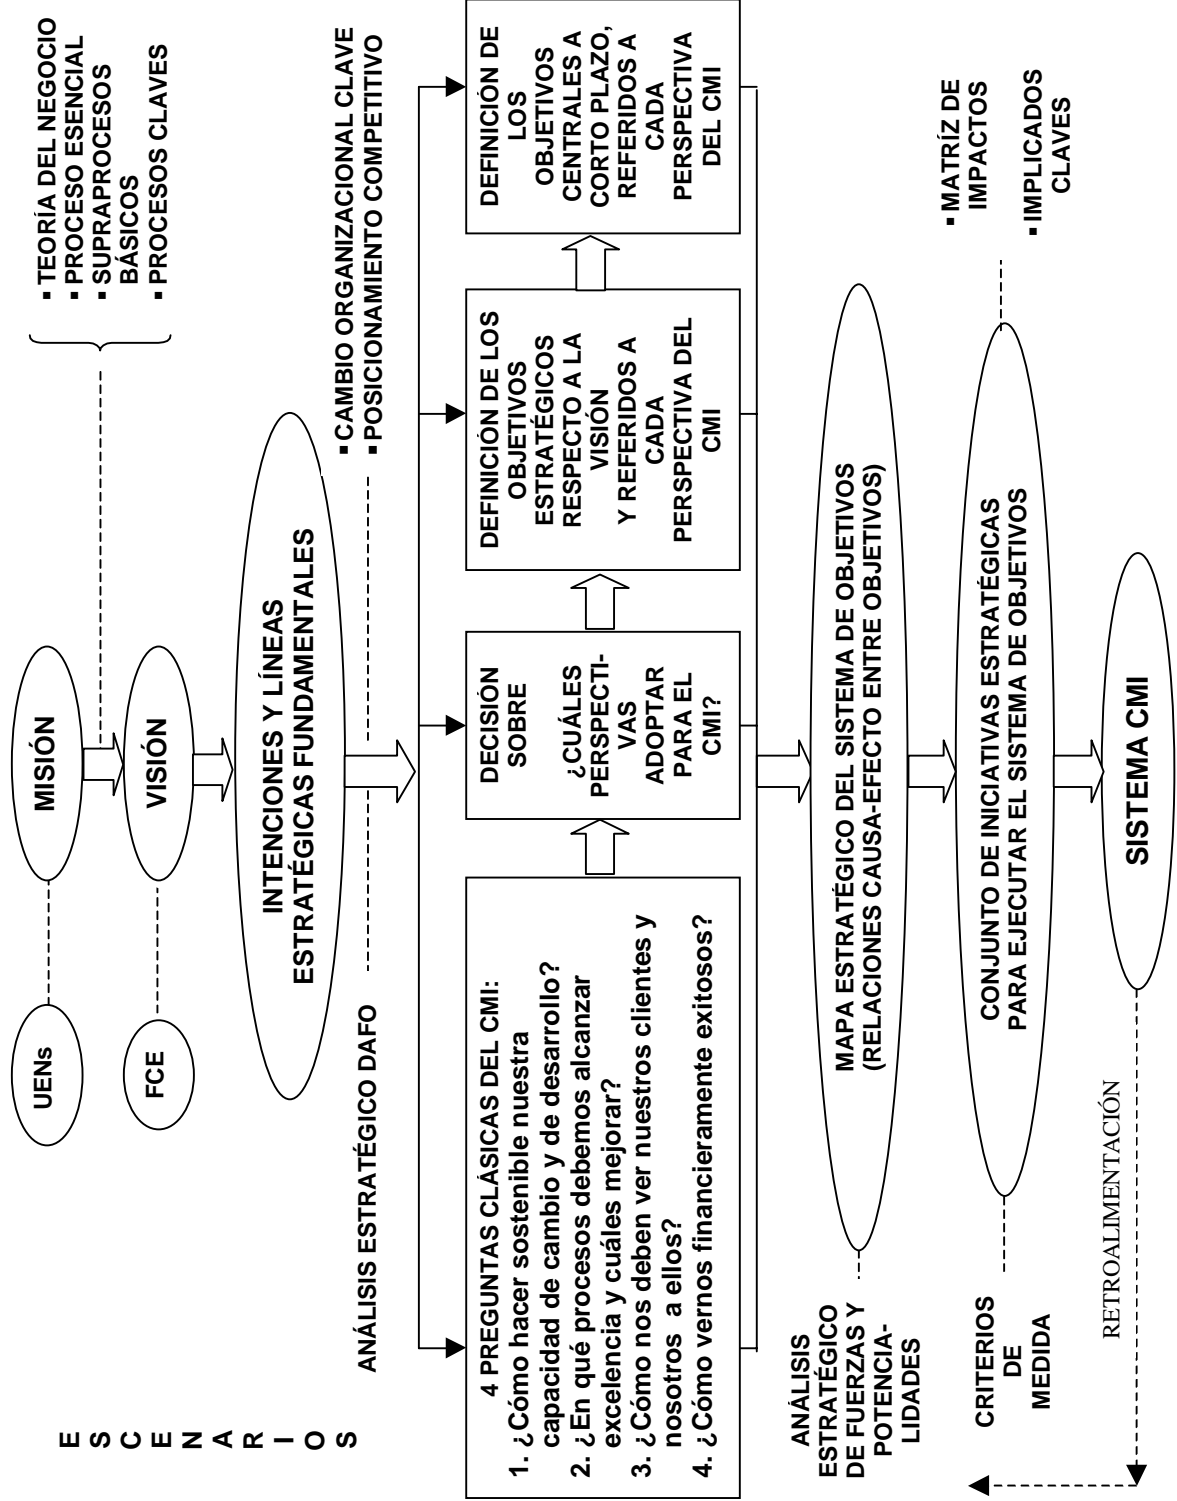 ESCENARIOS
UENs
MISIÓN
▪ TEORÍA DEL NEGOCIO
▪ PROCESO ESENCIAL
▪ SUPRAPROCESOS
BÁSICOS
▪ PROCESOS CLAVES
FCE
VISIÓN
INTENCIONES Y LÍNEAS
ESTRATÉGICAS FUNDAMENTALES
ANÁLISIS ESTRATÉGICO DAFO
▪ CAMBIO ORGANIZACIONAL CLAVE
▪ POSICIONAMIENTO COMPETITIVO
4 PREGUNTAS CLÁSICAS DEL CMI:
1. ¿Cómo hacer sostenible nuestra
capacidad de cambio y de desarrollo?
2. ¿En qué procesos debemos alcanzar
excelencia y cuáles mejorar?
3. ¿Cómo nos deben ver nuestros clientes y
nosotros a ellos?
4. ¿Cómo vernos financieramente exitosos?
DECISIÓN
SOBRE
¿CUÁLES
PERSPECTI-
VAS
ADOPTAR
PARA EL
CMI?
DEFINICIÓN DE LOS
OBJETIVOS
ESTRATÉGICOS
RESPECTO A LA
VISIÓN
Y REFERIDOS A
CADA
PERSPECTIVA DEL
CMI
DEFINICIÓN DE
LOS
OBJETIVOS
CENTRALES A
CORTO PLAZO,
REFERIDOS A
CADA
PERSPECTIVA
DEL CMI
ANÁLISIS
ESTRATÉGICO
DE FUERZAS Y
POTENCIA-
LIDADES
MAPA ESTRATÉGICO DEL SISTEMA DE OBJETIVOS
(RELACIONES CAUSA-EFECTO ENTRE OBJETIVOS)
CRITERIOS
DE
MEDIDA
CONJUNTO DE INICIATIVAS ESTRATÉGICAS
PARA EJECUTAR EL SISTEMA DE OBJETIVOS
▪ MATRÍZ DE
IMPACTOS
▪ IMPLICADOS
CLAVES
RETROALIMENTACIÓN
SISTEMA CMI